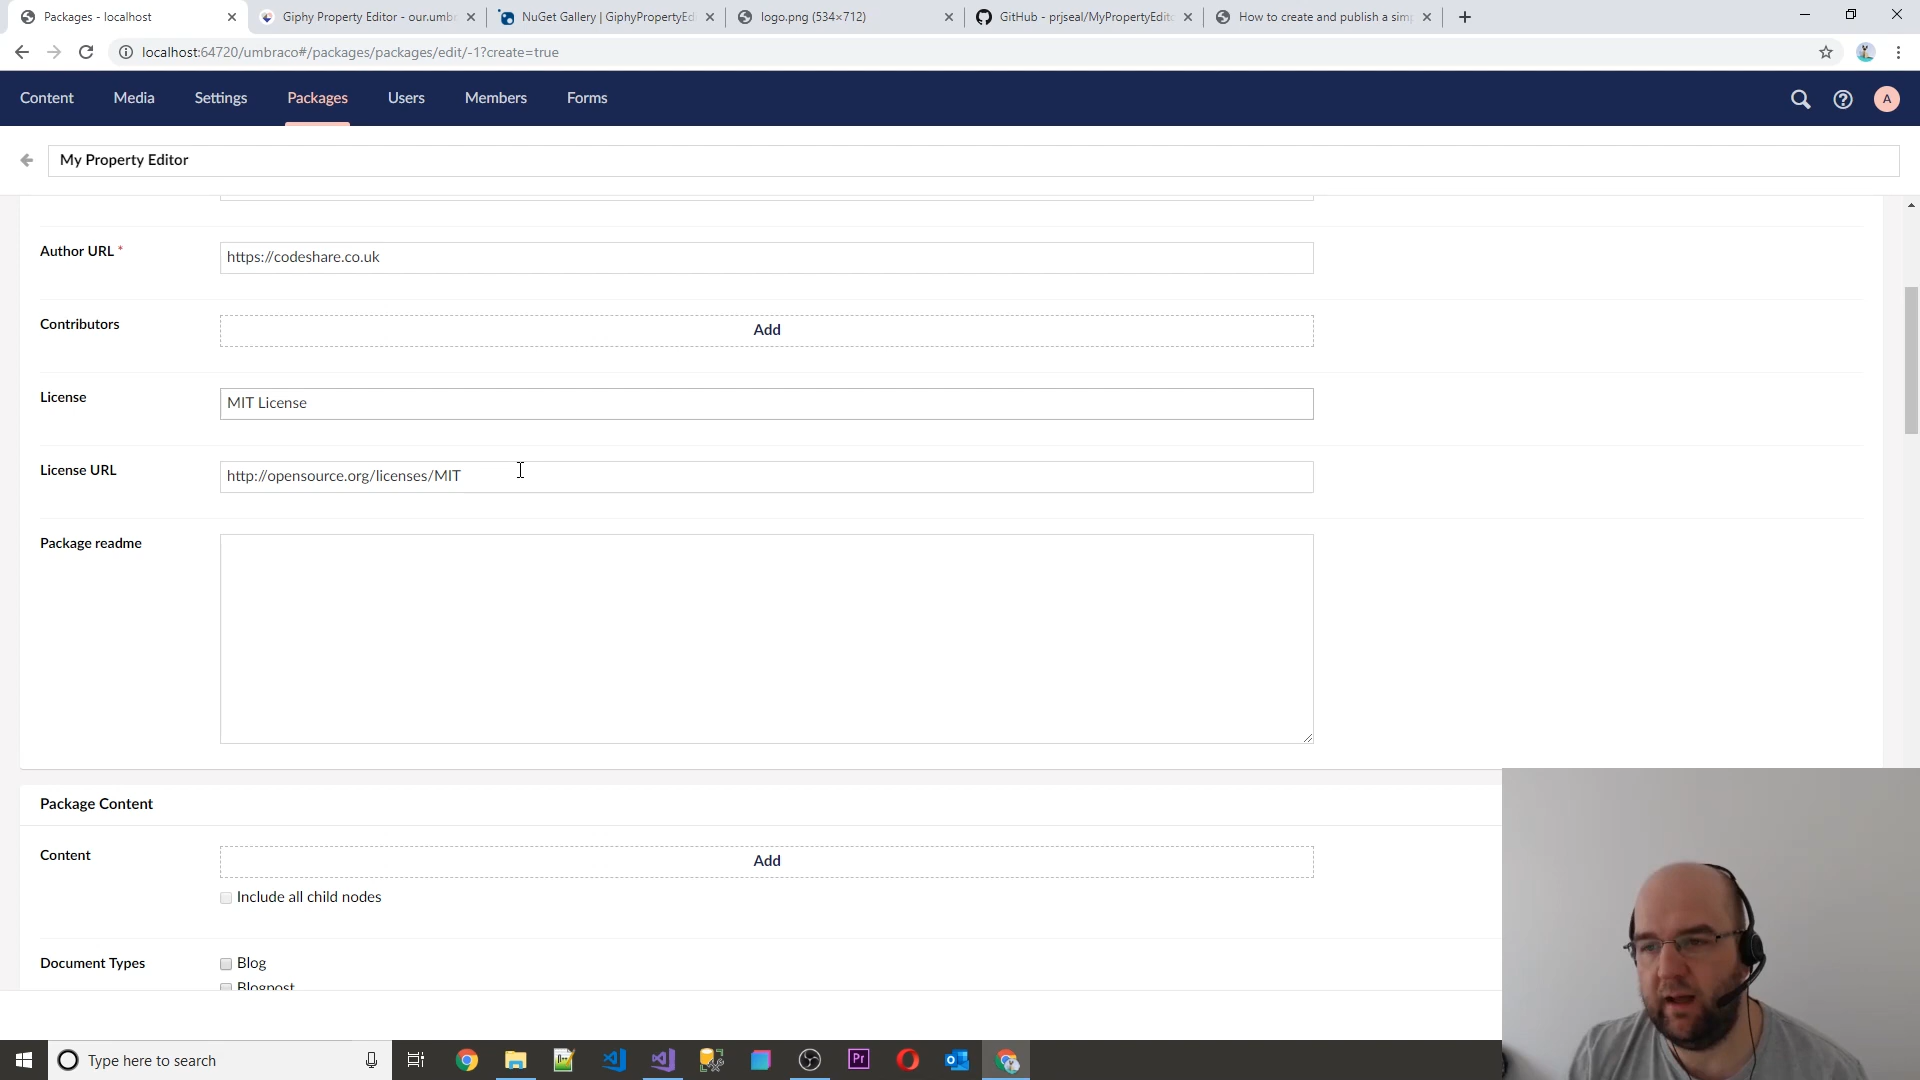 Packages - localhost
Giphy Property Editor - our.umbr
NuGet Gallery | GiphyPropertyEd
logo.png (534×712)
GitHub - prjseal/MyPropertyEdit
How to create and publish a sim
localhost:64720/umbraco#/packages/packages/edit/-1?create=true
Content
Media
Settings
Packages
Users
Members
Forms
A
My Property Editor
Author URL *
https://codeshare.co.uk
Contributors
Add
License
MIT License
License URL
http://opensource.org/licenses/MIT
Package readme
Package Content
Content
Add
Include all child nodes
Document Types
Blog
Blogpost
Type here to search
Pr